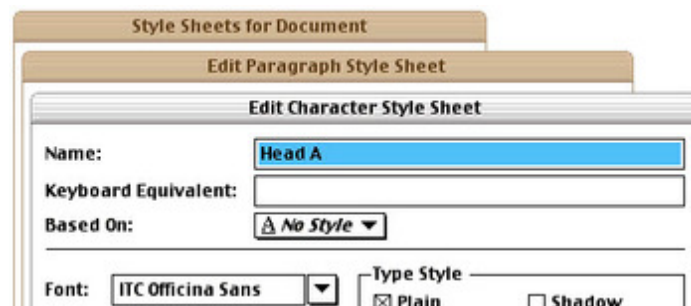 Style Sheets for Document
Edit Paragraph Style Sheet
Edit Character Style Sheet
Name: Head A
Keyboard Equivalent:
Based On: A No Style
Font: ITC Officina Sans
Type Style
Plain Shadow